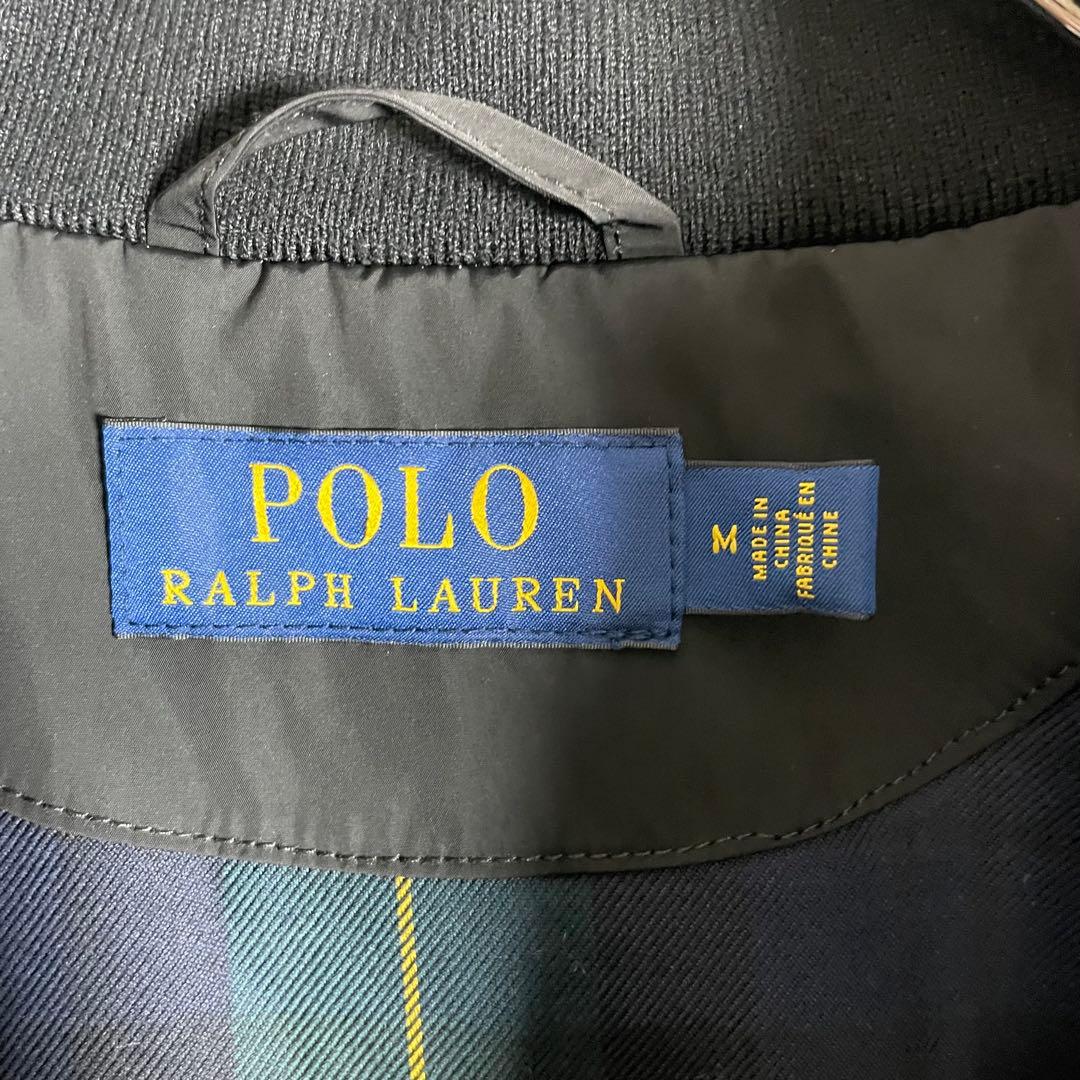 POLO
RALPH LAUREN
M
MADE IN
CHINA
FABRIQUÉ EN
CHINE